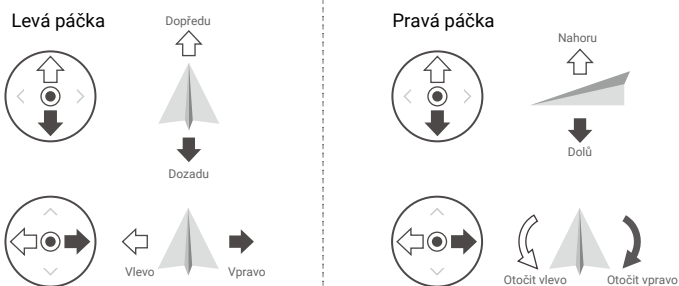 Levá páčka
Dopředu
Dozadu
Vlevo
Vpravo
Pravá páčka
Nahoru
Dolů
Otočit vlevo
Otočit vpravo